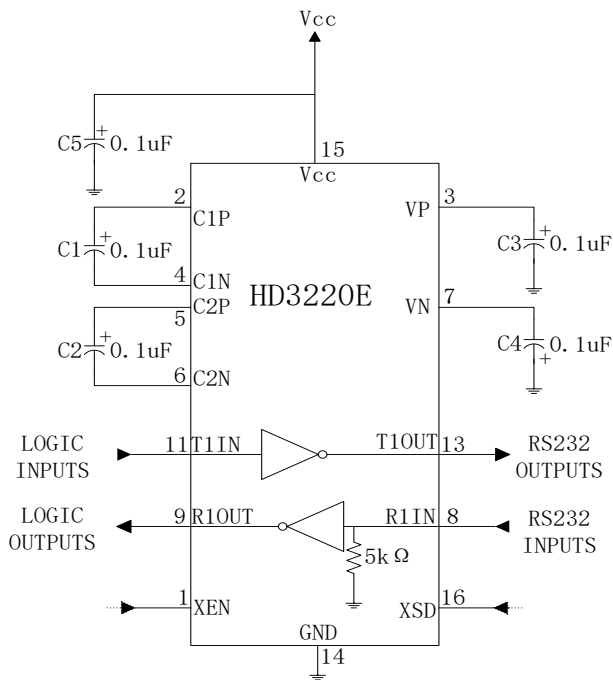 Vcc
C5
+
0.1uF
15
Vcc
2
C1P
VP
3
C1
+
0.1uF
C3
+
0.1uF
4
C1N
C2P
5
HD3220E
VN
7
C2
+
0.1uF
C4
0.1uF
+
6
C2N
LOGIC
INPUTS
11
T1IN
T1OUT
13
RS232
OUTPUTS
LOGIC
OUTPUTS
9
R1OUT
R1IN
8
RS232
INPUTS
5kΩ
1
XEN
XSD
16
GND
14